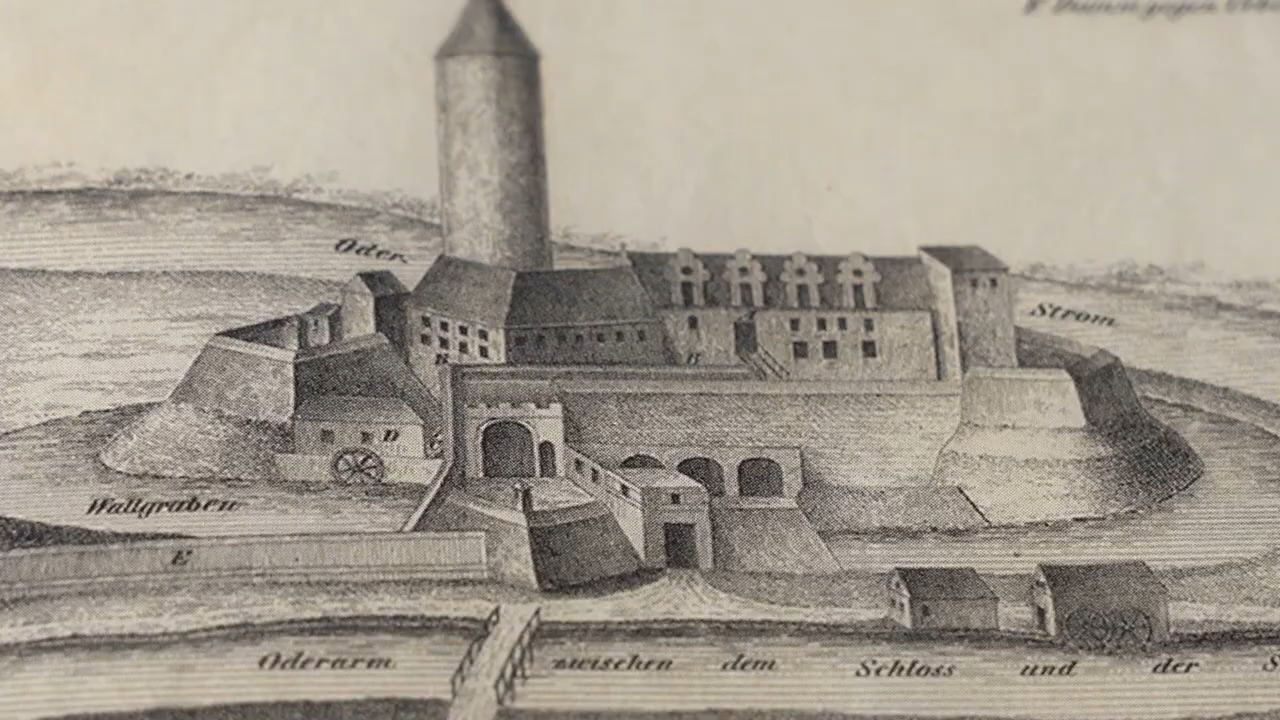 Oder
Strom
B
B
D
Wallgraben
E
Oderarm zwischen dem Schloss und der